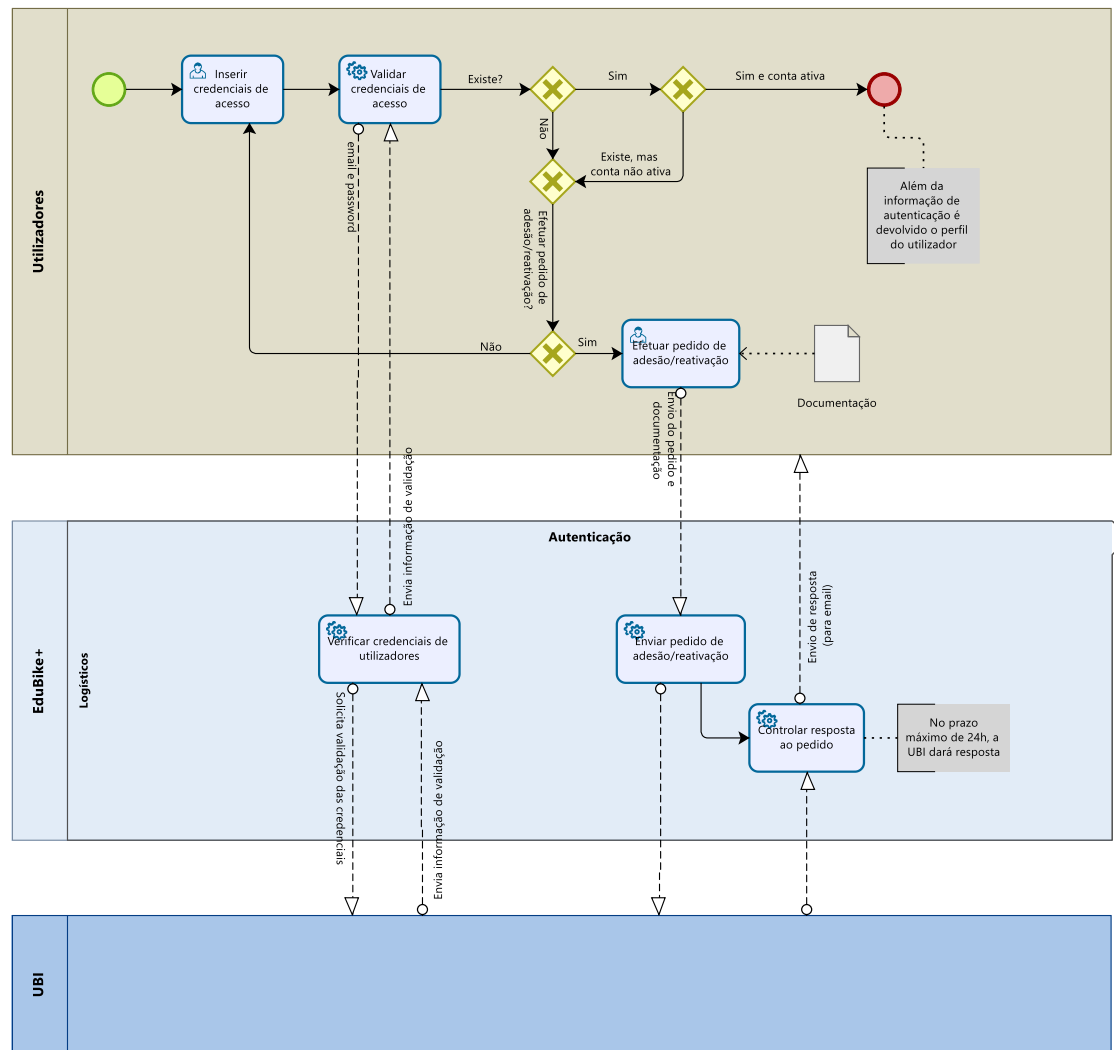 Utilizadores
Inserir
credenciais de
acesso
Validar
credenciais de
acesso
Existe?
Sim
Sim e conta ativa
Não
Existe, mas
conta não ativa
email e password
Além da
informação de
autenticação é
devolvido o perfil
do utilizador
Efetuar pedido de
adesão/reativação?
Não
Sim
Efetuar pedido de
adesão/reativação
Documentação
Envio do pedido e
documentação
Envia informação de validação
EduBike+
Logísticos
Autenticação
Envio de resposta
(para email)
Verificar credenciais de
utilizadores
Enviar pedido de
adesão/reativação
Controlar resposta
ao pedido
No prazo
máximo de 24h, a
UBI dará resposta
Solicita validação das credenciais
Envia informação de validação
UBI